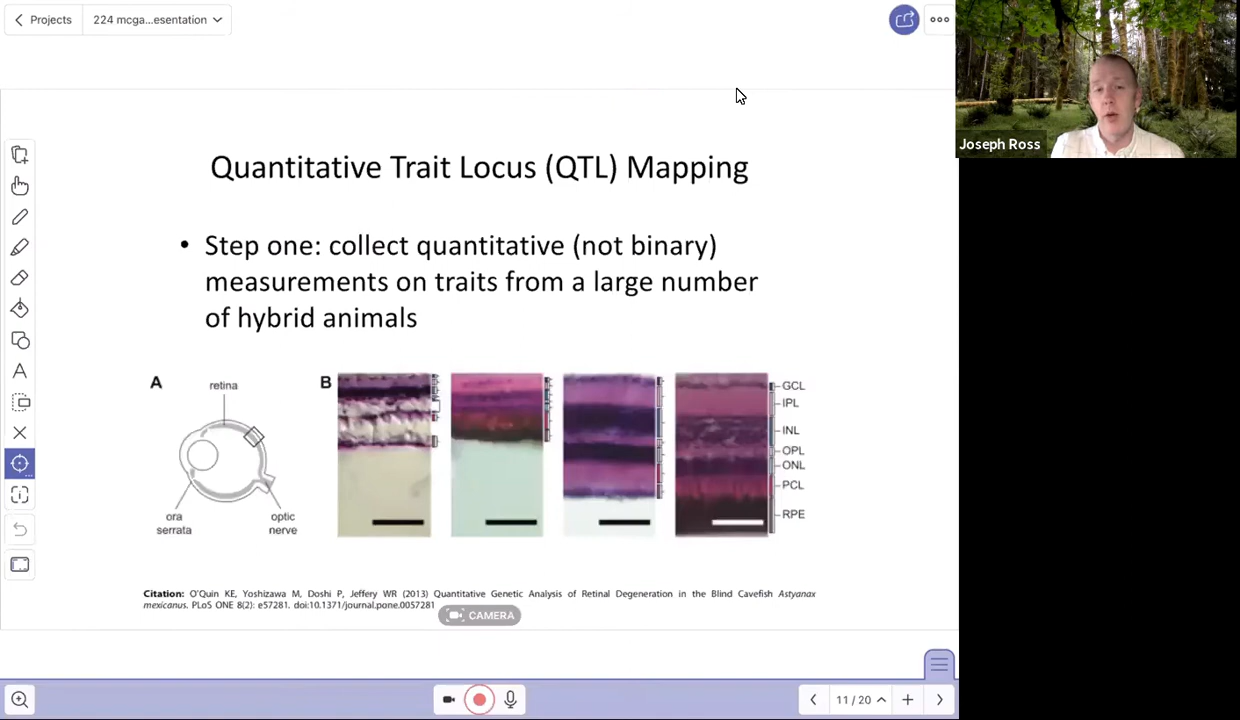 Projects
224 mcga...esentation
Joseph Ross
Quantitative Trait Locus (QTL) Mapping
• Step one: collect quantitative (not binary)
measurements on traits from a large number
of hybrid animals
A
retina
ora
serrata
optic
nerve
B
GCL
IPL
INL
OPL
ONL
PCL
RPE
Citation: O'Quin KE, Yoshizawa M, Doshi P, Jeffery WR (2013) Quantitative Genetic Analysis of Retinal Degeneration in the Blind Cavefish Astyanax
mexicanus. PLoS ONE 8(2): e57281. doi:10.1371/journal.pone.0057281
CAMERA
11 / 20